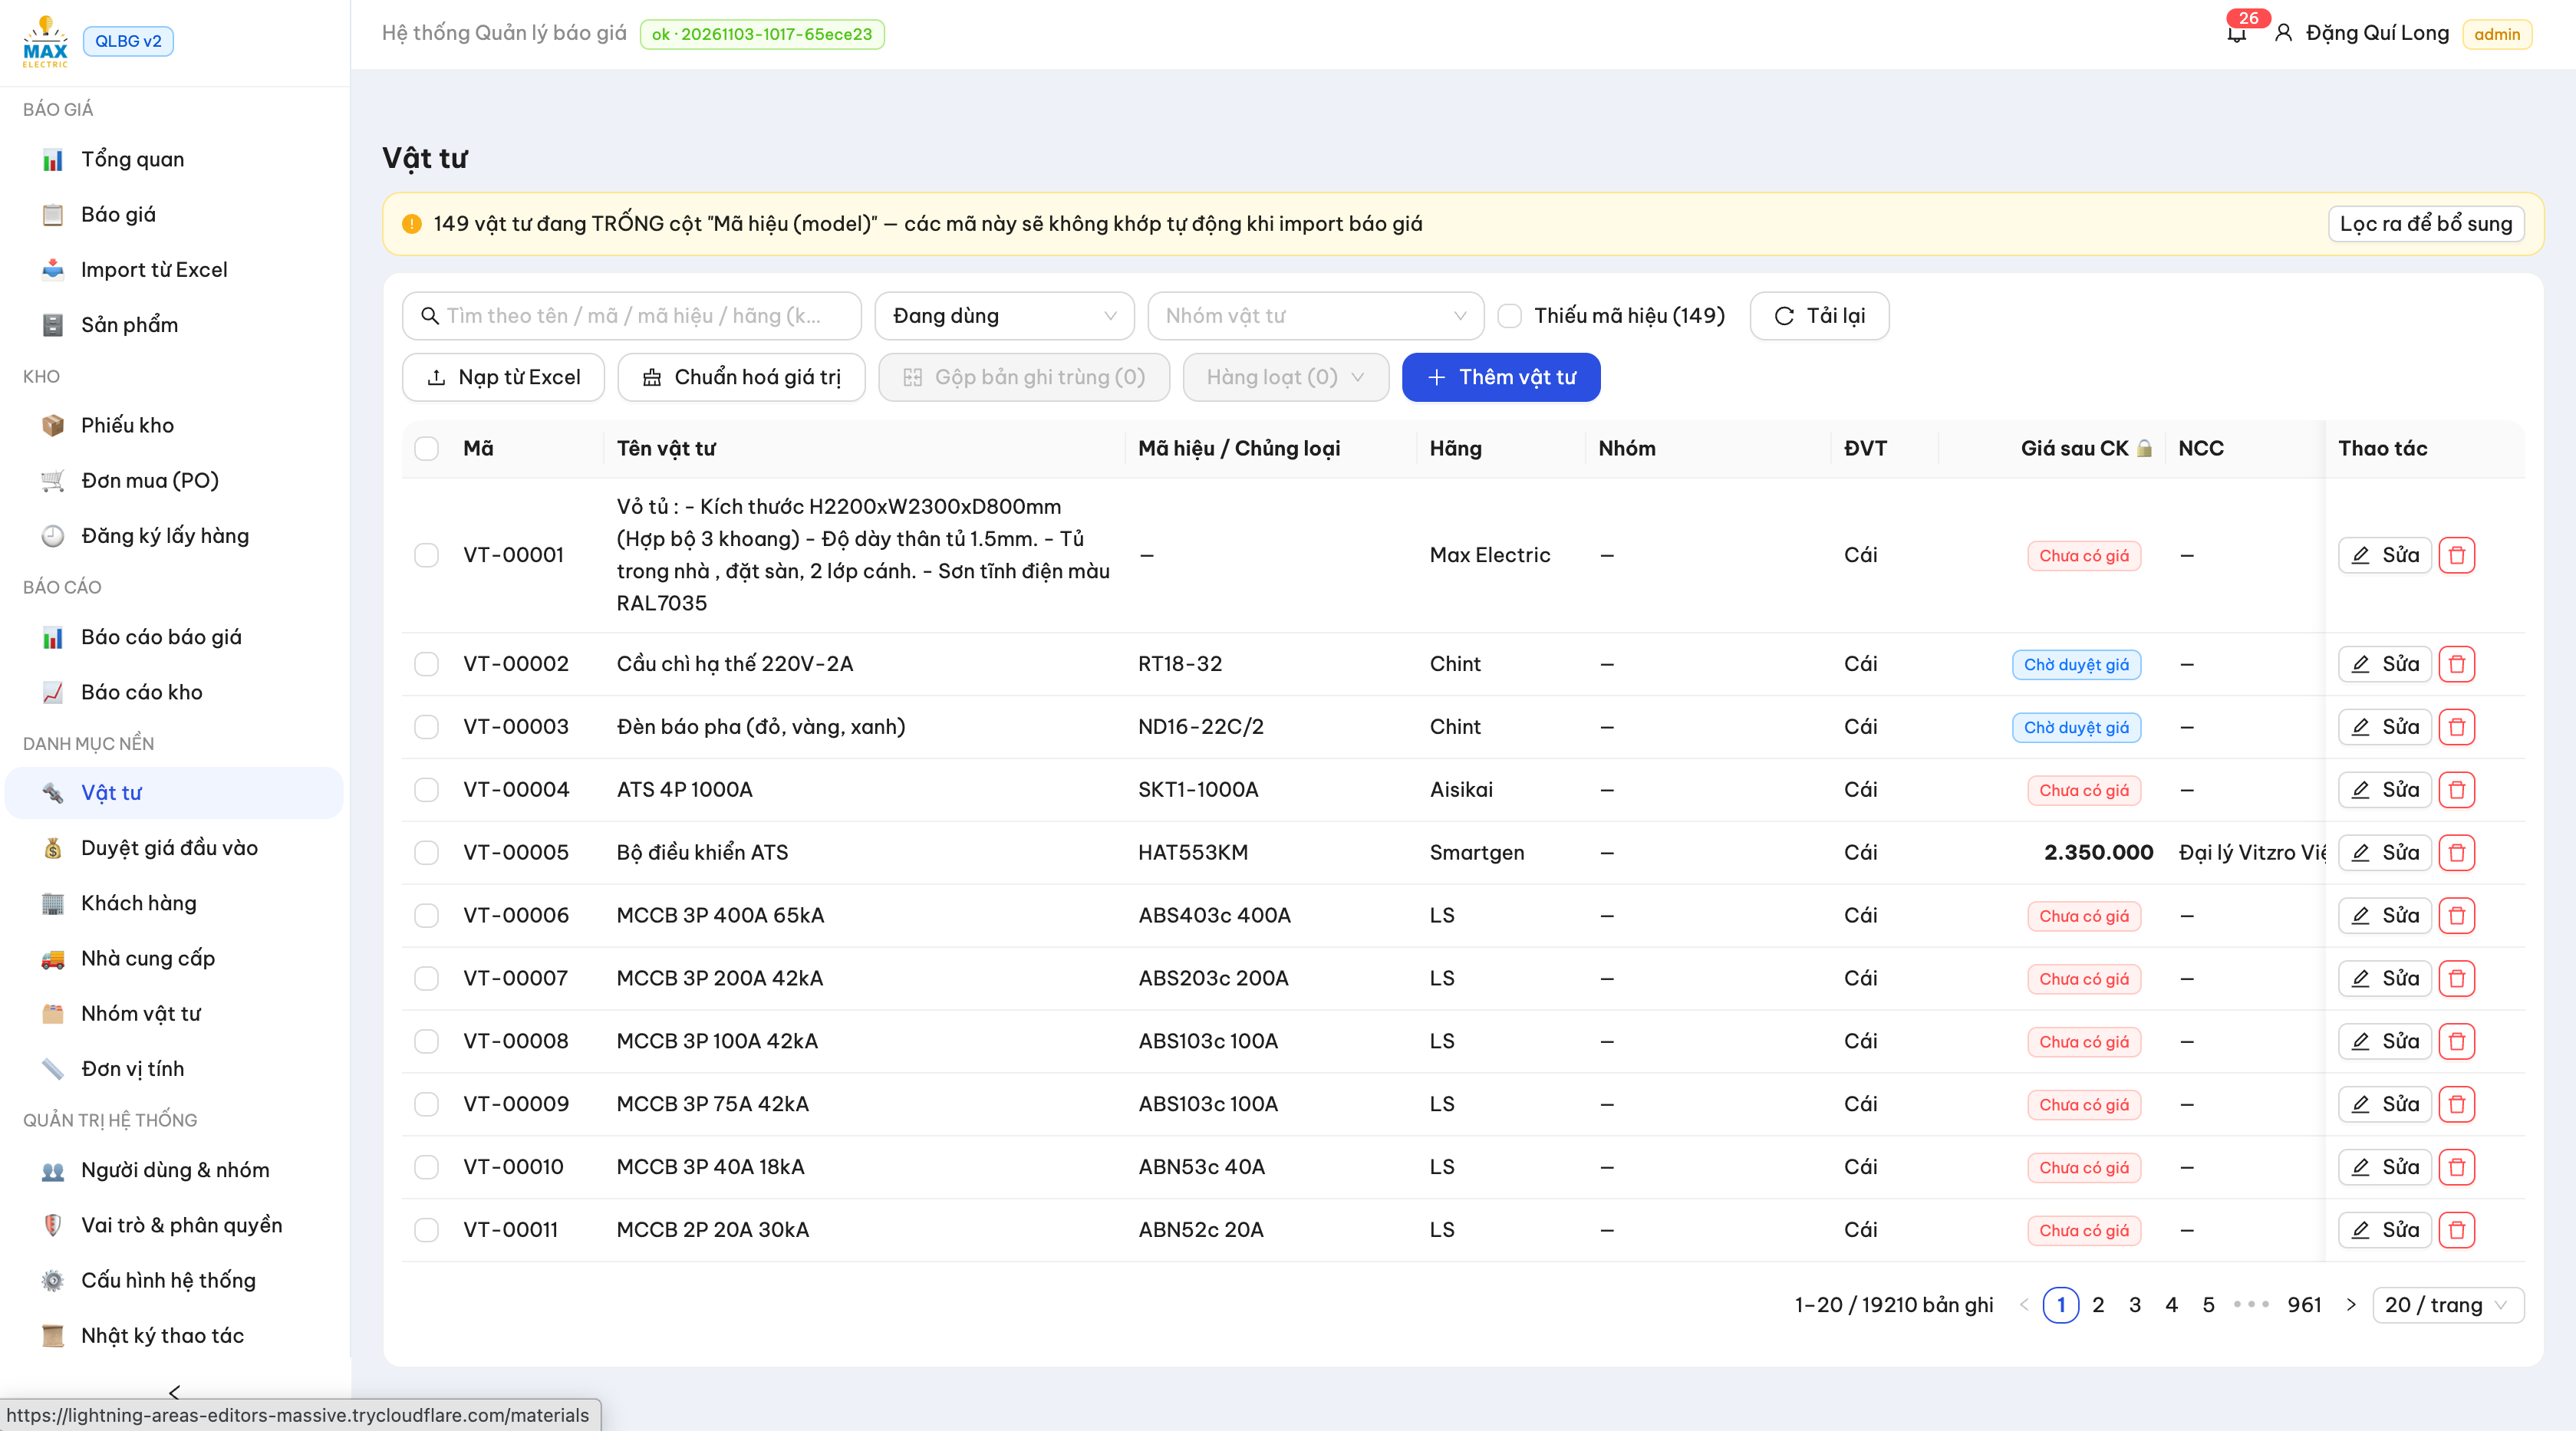 MAX
ELECTRIC
QLBG v2
Hệ thống Quản lý báo giá
ok · 20261103-1017-65ece23
26
Đặng Quí Long
admin
BÁO GIÁ
Tổng quan
Báo giá
Import từ Excel
Sản phẩm
KHO
Phiếu kho
Đơn mua (PO)
Đăng ký lấy hàng
BÁO CÁO
Báo cáo báo giá
Báo cáo kho
DANH MỤC NỀN
Vật tư
Duyệt giá đầu vào
Khách hàng
Nhà cung cấp
Nhóm vật tư
Đơn vị tính
QUẢN TRỊ HỆ THỐNG
Người dùng & nhóm
Vai trò & phân quyền
Cấu hình hệ thống
Nhật ký thao tác
Vật tư
149 vật tư đang TRỐNG cột "Mã hiệu (model)" — các mã này sẽ không khớp tự động khi import báo giá
Lọc ra để bổ sung
Tìm theo tên / mã / mã hiệu / hãng (k...
Đang dùng
Nhóm vật tư
Thiếu mã hiệu (149)
Tải lại
Nạp từ Excel
Chuẩn hoá giá trị
Gộp bản ghi trùng (0)
Hàng loạt (0)
+ Thêm vật tư
Mã Tên vật tư Mã hiệu / Chủng loại Hãng Nhóm ĐVT Giá sau CK NCC Thao tác
VT-00001 Vỏ tủ : - Kích thước H2200xW2300xD800mm
(Hợp bộ 3 khoang) - Độ dày thân tủ 1.5mm. - Tủ
trong nhà , đặt sàn, 2 lớp cánh. - Sơn tĩnh điện màu
RAL7035
— Max Electric — Cái Chưa có giá — Sửa
VT-00002 Cầu chì hạ thế 220V-2A RT18-32 Chint — Cái Chờ duyệt giá — Sửa
VT-00003 Đèn báo pha (đỏ, vàng, xanh) ND16-22C/2 Chint — Cái Chờ duyệt giá — Sửa
VT-00004 ATS 4P 1000A SKT1-1000A Aisikai — Cái Chưa có giá — Sửa
VT-00005 Bộ điều khiển ATS HAT553KM Smartgen — Cái 2.350.000 Đại lý Vitzro Việ Sửa
VT-00006 MCCB 3P 400A 65kA ABS403c 400A LS — Cái Chưa có giá — Sửa
VT-00007 MCCB 3P 200A 42kA ABS203c 200A LS — Cái Chưa có giá — Sửa
VT-00008 MCCB 3P 100A 42kA ABS103c 100A LS — Cái Chưa có giá — Sửa
VT-00009 MCCB 3P 75A 42kA ABS103c 100A LS — Cái Chưa có giá — Sửa
VT-00010 MCCB 3P 40A 18kA ABN53c 40A LS — Cái Chưa có giá — Sửa
VT-00011 MCCB 2P 20A 30kA ABN52c 20A LS — Cái Chưa có giá — Sửa
1-20 / 19210 bản ghi < 1 2 3 4 5 ••• 961 > 20 / trang
https://lightning-areas-editors-massive.trycloudflare.com/materials